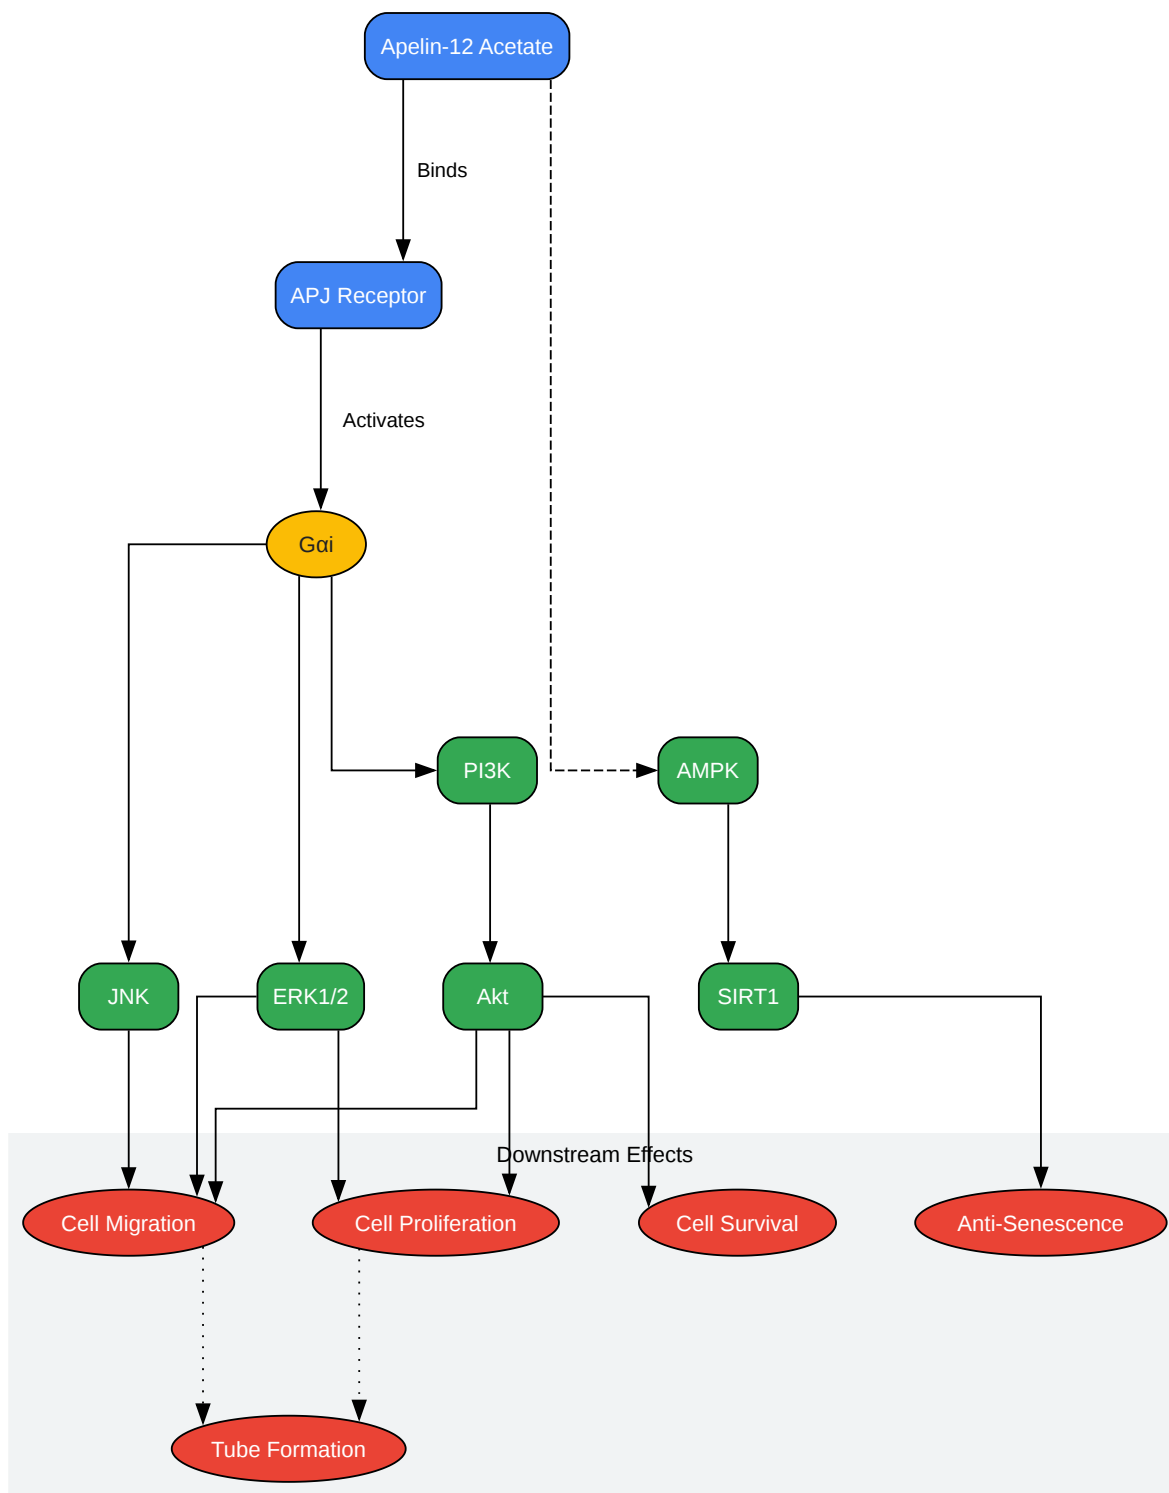 Apelin-12 Acetate
Binds
APJ Receptor
Activates
Gαi
PI3K
AMPK
JNK
ERK1/2
Akt
SIRT1
Downstream Effects
Cell Migration
Cell Proliferation
Cell Survival
Anti-Senescence
Tube Formation